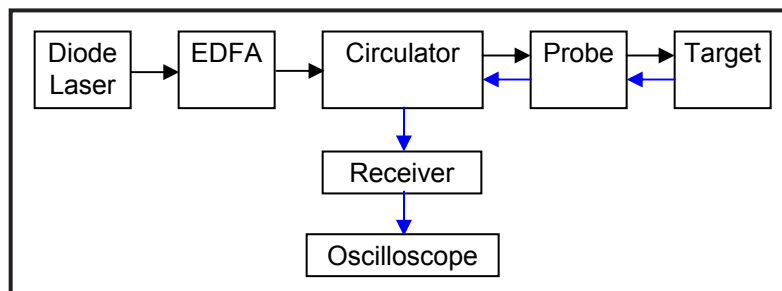 Diode
Laser
EDFA
Circulator
Probe
Target
Receiver
Oscilloscope